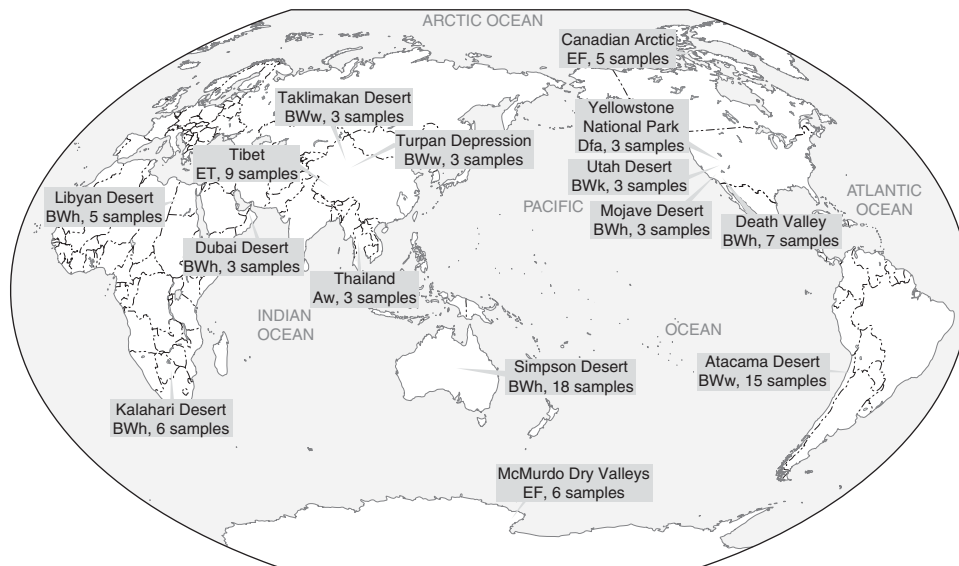 ARCTIC OCEAN
Canadian Arctic
EF, 5 samples
Taklimakan Desert
BWw, 3 samples
Yellowstone
National Park
Dfa, 3 samples
Turpan Depression
BWw, 3 samples
Tibet
ET, 9 samples
Utah Desert
BWk, 3 samples
Libyan Desert
BWh, 5 samples
PACIFIC
ATLANTIC
OCEAN
Mojave Desert
BWh, 3 samples
Death Valley
BWh, 7 samples
Dubai Desert
BWh, 3 samples
Thailand
Aw, 3 samples
INDIAN
OCEAN
OCEAN
Simpson Desert
BWh, 18 samples
Atacama Desert
BWw, 15 samples
Kalahari Desert
BWh, 6 samples
McMurdo Dry Valleys
EF, 6 samples